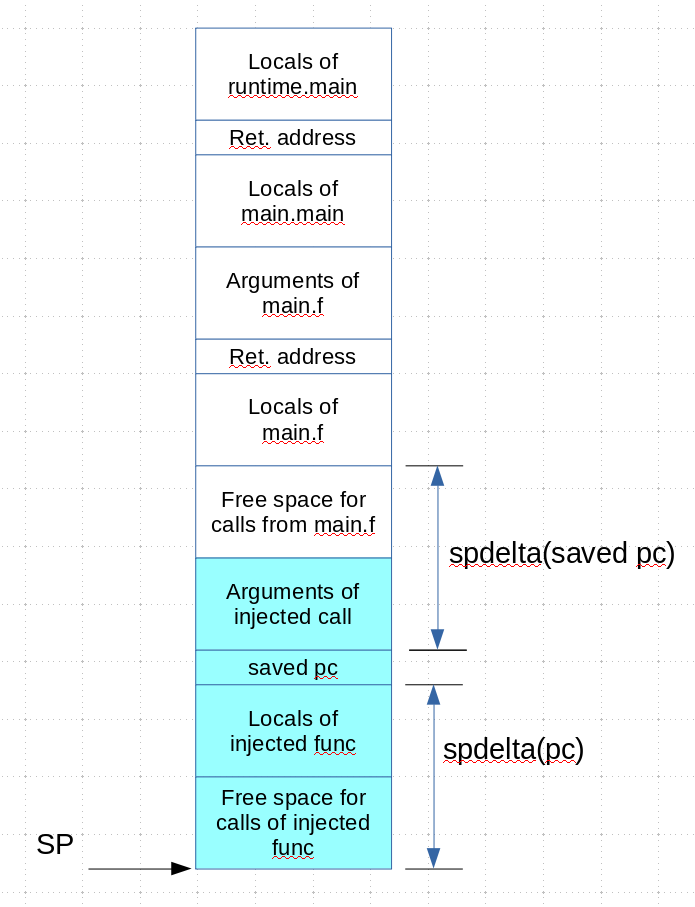 Locals of
runtime.main
Ret. address
Locals of
main.main
Arguments of
main.f
Ret. address
Locals of
main.f
Free space for
calls from main.f
spdelta(saved pc)
Arguments of
injected call
saved pc
Locals of
injected func
spdelta(pc)
Free space for
calls of injected
func
SP